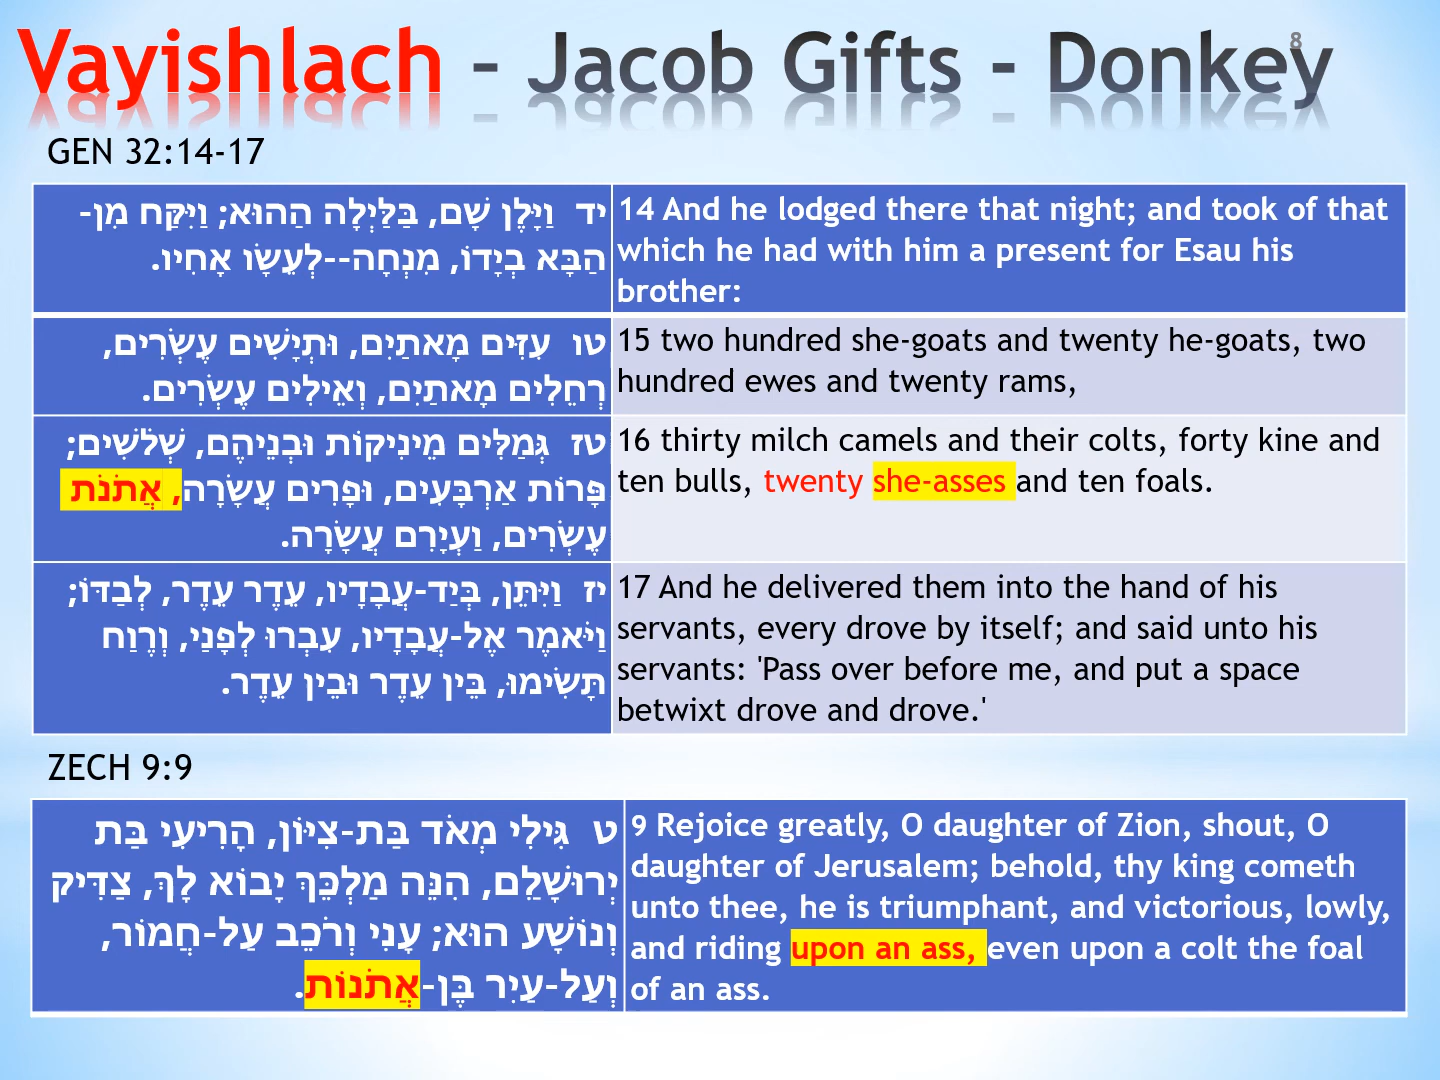 Vayishlach – Jacob Gifts - Donkey
8
GEN 32:14-17
יד  וַיָּלֶן שָׁם, בַּלַּיְלָה הַהוּא; וַיִּקַּח מִן-
הַבָּא בְיָדוֹ, מִנְחָה--לְעֵשָׂו אָחִיו.
14 And he lodged there that night; and took of that
which he had with him a present for Esau his
brother:
טו  עִזִּים מָאתַיִם, וּתְיָשִׁים עֶשְׂרִים,
רְחֵלִים מָאתַיִם, וְאֵילִים עֶשְׂרִים.
15 two hundred she-goats and twenty he-goats, two
hundred ewes and twenty rams,
טז  גְּמַלִּים מֵינִיקוֹת וּבְנֵיהֶם, שְׁלֹשִׁים;
פָּרוֹת אַרְבָּעִים, וּפָרִים עֲשָׂרָה, אֲתֹנֹת
עֶשְׂרִים, וַעְיָרִם עֲשָׂרָה.
16 thirty milch camels and their colts, forty kine and
ten bulls, twenty she-asses and ten foals.
יז  וַיִּתֵּן, בְּיַד-עֲבָדָיו, עֵדֶר עֵדֶר, לְבַדּוֹ;
וַיֹּאמֶר אֶל-עֲבָדָיו, עִבְרוּ לְפָנַי, וְרֶוַח
תָּשִׂימוּ, בֵּין עֵדֶר וּבֵין עֵדֶר.
17 And he delivered them into the hand of his
servants, every drove by itself; and said unto his
servants: 'Pass over before me, and put a space
betwixt drove and drove.'
ZECH 9:9
ט  גִּילִי מְאֹד בַּת-צִיּוֹן, הָרִיעִי בַּת
יְרוּשָׁלִַם, הִנֵּה מַלְכֵּךְ יָבוֹא לָךְ, צַדִּיק
וְנוֹשָׁע הוּא; עָנִי וְרֹכֵב עַל-חֲמוֹר,
וְעַל-עַיִר בֶּן-אֲתֹנוֹת.
9 Rejoice greatly, O daughter of Zion, shout, O
daughter of Jerusalem; behold, thy king cometh
unto thee, he is triumphant, and victorious, lowly,
and riding upon an ass, even upon a colt the foal
of an ass.